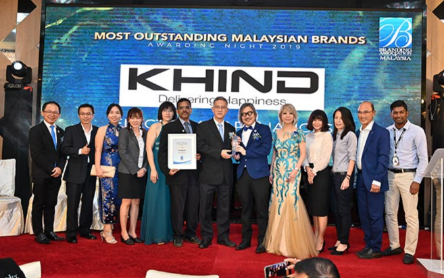 MOST OUTSTANDING MALAYSIAN BRANDS
AWARDING NIGHT 2019
B
BRANDING
ASSOCIATION
MALAYSIA
KHIND
Delivering Happiness